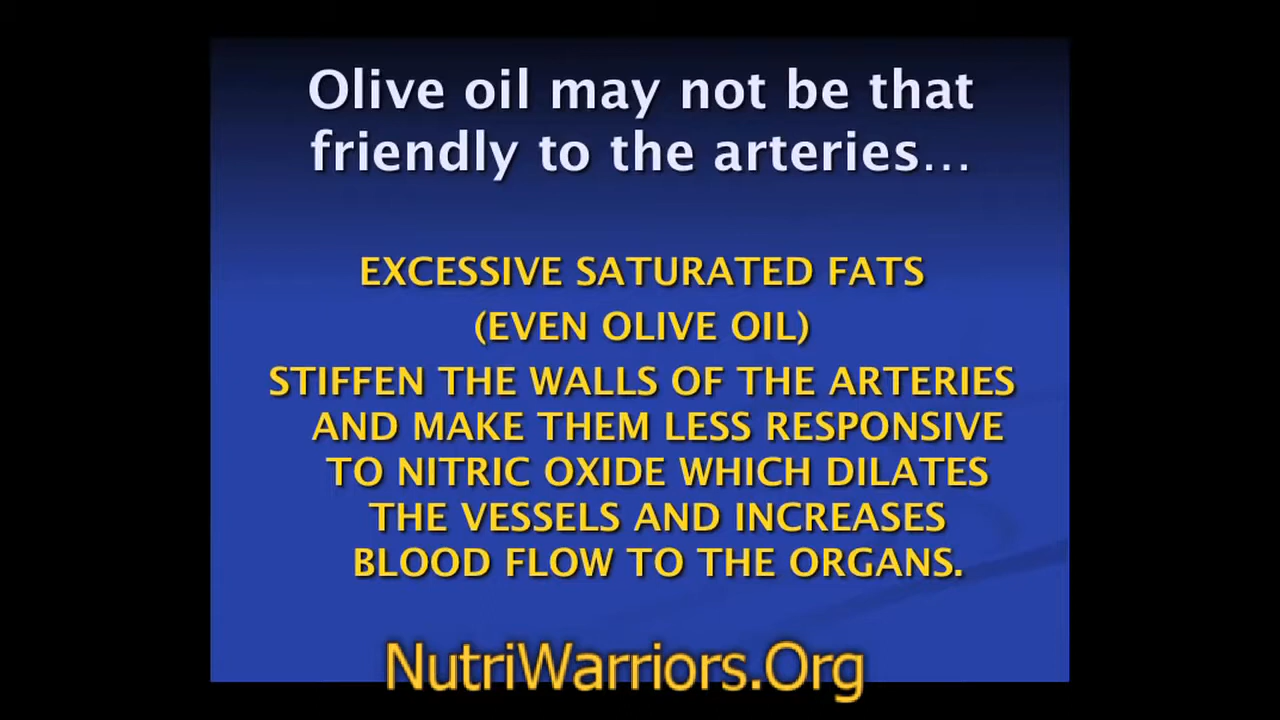 Olive oil may not be that
friendly to the arteries…
EXCESSIVE SATURATED FATS
(EVEN OLIVE OIL)
STIFFEN THE WALLS OF THE ARTERIES
AND MAKE THEM LESS RESPONSIVE
TO NITRIC OXIDE WHICH DILATES
THE VESSELS AND INCREASES
BLOOD FLOW TO THE ORGANS.
NutriWarriors.Org